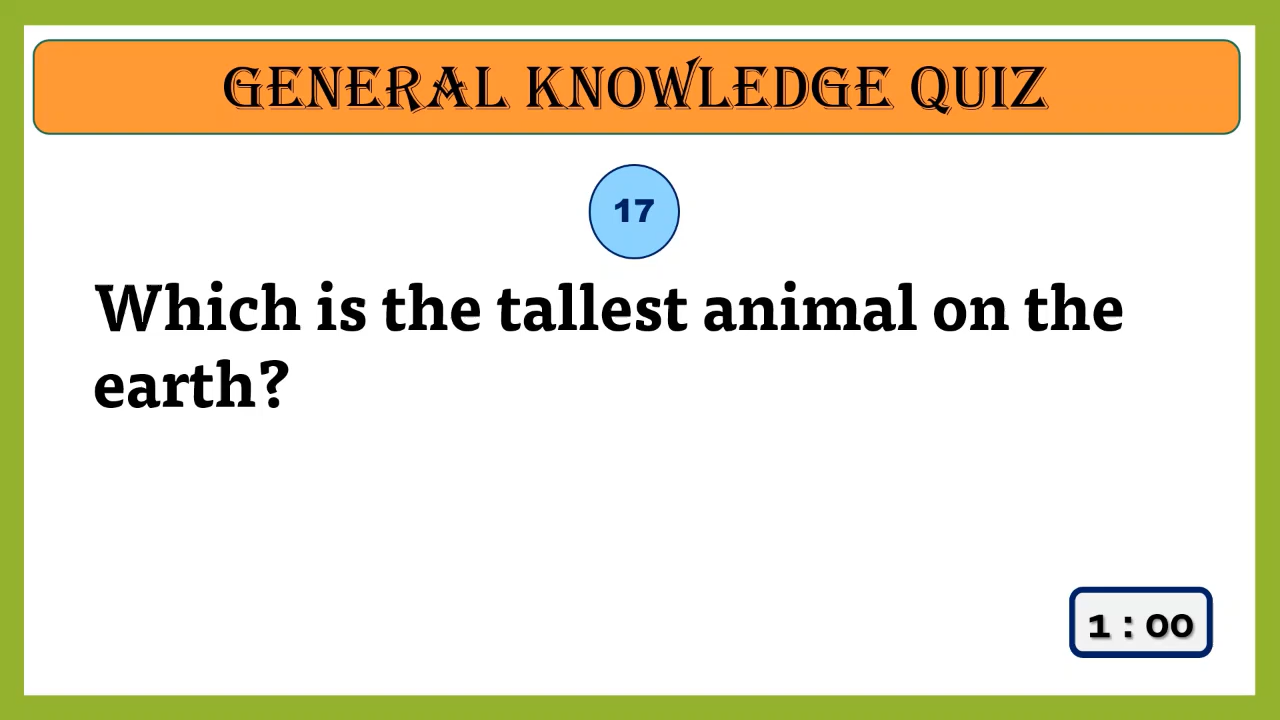 GENERAL KNOWLEDGE QUIZ
17
Which is the tallest animal on the
earth?
1 : 00